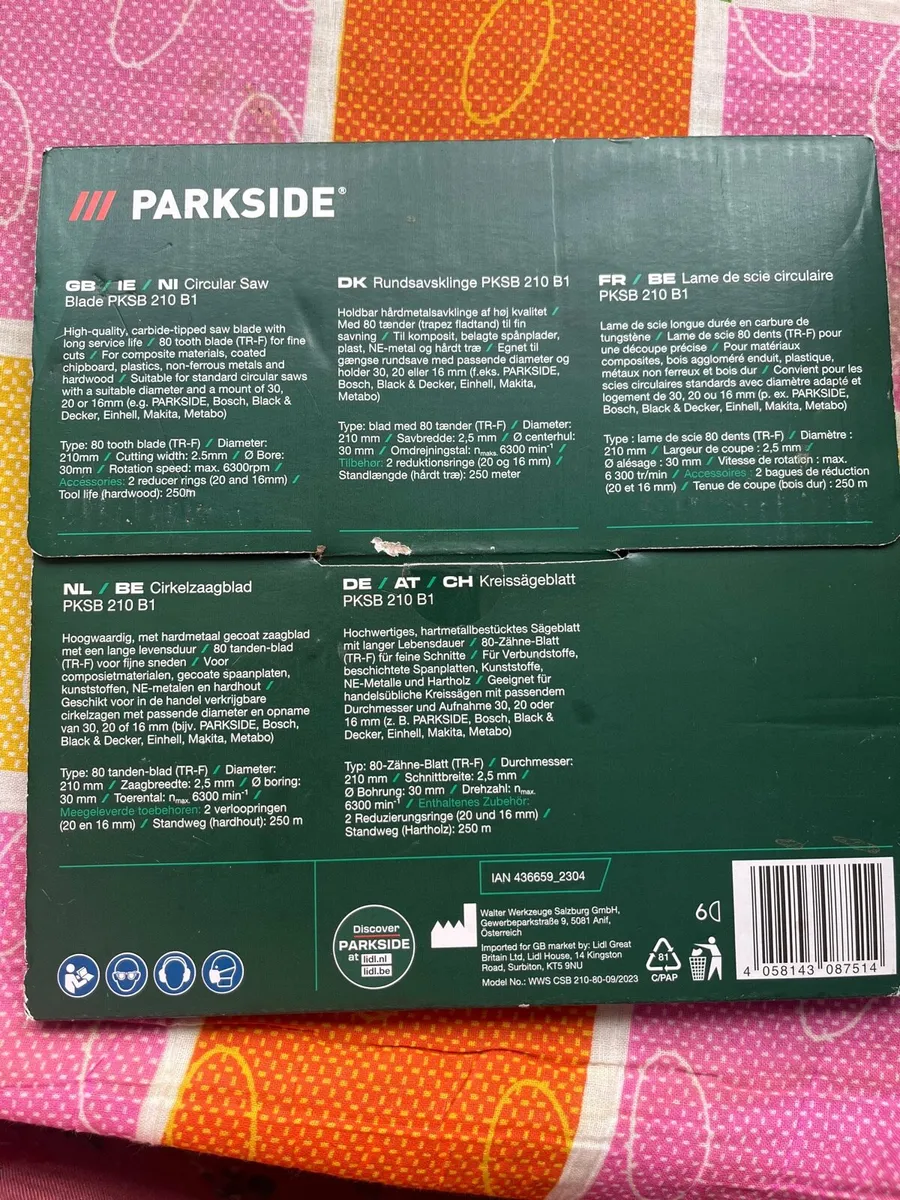 PARKSIDE®
GB / IE / NI Circular Saw
Blade PKSB 210 B1
High-quality, carbide-tipped saw blade with
long service life / 80 tooth blade (TR-F) for fine
cuts / For composite materials, coated
chipboard, plastics, non-ferrous metals and
hardwood / Suitable for standard circular saws
with a suitable diameter and a mount of 30,
20 or 16mm (e.g. PARKSIDE, Bosch, Black &
Decker, Einhell, Makita, Metabo)
Type: 80 tooth blade (TR-F) / Diameter:
210mm / Cutting width: 2.5mm / Ø Bore:
30mm / Rotation speed: max. 6300rpm /
Accessories: 2 reducer rings (20 and 16mm) /
Tool life (hardwood): 250m
DK Rundsavsklinge PKSB 210 B1
Holdbar hårdmetalsavklinge af høj kvalitet /
Med 80 tænder (trapez fladtand) til fin
savning / Til komposit, belagte spånplader,
plast, NE-metal og hårdt træ / Egnet til
gængse rundsave med passende diameter og
holder 30, 20 eller 16 mm (f.eks. PARKSIDE,
Bosch, Black & Decker, Einhell, Makita,
Metabo)
Type: blad med 80 tænder (TR-F) / Diameter:
210 mm / Savbredde: 2,5 mm / Ø centerhul:
30 mm / Omdrejningstal: nmaks. 6300 min-1 /
Tilbehør: 2 reduktionsringe (20 og 16 mm) /
Standlængde (hårdt træ): 250 meter
FR / BE Lame de scie circulaire
PKSB 210 B1
Lame de scie longue durée en carbure de
tungstène / Lame de scie 80 dents (TR-F) pour
une découpe précise / Pour matériaux
composites, bois aggloméré enduit, plastique,
métaux non ferreux et bois dur / Convient pour les
scies circulaires standards avec diamètre adapté et
logement de 30, 20 ou 16 mm (p. ex. PARKSIDE,
Bosch, Black & Decker, Einhell, Makita, Metabo)
Type : lame de scie 80 dents (TR-F) / Diamètre :
210 mm / Largeur de coupe : 2,5 mm /
Ø alésage : 30 mm / Vitesse de rotation : max.
6 300 tr/min / Accessoires : 2 bagues de réduction
(20 et 16 mm) / Tenue de coupe (bois dur) : 250 m
NL / BE Cirkelzaagblad
PKSB 210 B1
Hoogwaardig, met hardmetaal gecoat zaagblad
met een lange levensduur / 80 tanden-blad
(TR-F) voor fijne sneden / Voor
composietmaterialen, gecoate spaanplaten,
kunststoffen, NE-metalen en hardhout /
Geschikt voor in de handel verkrijgbare
cirkelzagen met passende diameter en opname
van 30, 20 of 16 mm (bijv. PARKSIDE, Bosch,
Black & Decker, Einhell, Makita, Metabo)
Type: 80 tanden-blad (TR-F) / Diameter:
210 mm / Zaagbreedte: 2,5 mm / Ø boring:
30 mm / Toerental: nmax. 6300 min-1 /
Meegeleverde toebehoren: 2 verloopringen
(20 en 16 mm) / Standweg (hardhout): 250 m
DE / AT / CH Kreissägeblatt
PKSB 210 B1
Hochwertiges, hartmetallbestücktes Sägeblatt
mit langer Lebensdauer / 80-Zähne-Blatt
(TR-F) für feine Schnitte / Für Verbundstoffe,
beschichtete Spanplatten, Kunststoffe,
NE-Metalle und Hartholz / Geeignet für
handelsübliche Kreissägen mit passendem
Durchmesser und Aufnahme 30, 20 oder
16 mm (z. B. PARKSIDE, Bosch, Black &
Decker, Einhell, Makita, Metabo)
Typ: 80-Zähne-Blatt (TR-F) / Durchmesser:
210 mm / Schnittbreite: 2,5 mm /
Ø Bohrung: 30 mm / Drehzahl: nmax.
6300 min-1 / Enthaltenes Zubehör:
2 Reduzierungsringe (20 und 16 mm) /
Standweg (Hartholz): 250 m
Discover
PARKSIDE
at lidl.nl
lidl.be
IAN 436659_2304
Walter Werkzeuge Salzburg GmbH,
Gewerbeparkstraße 9, 5081 Anif,
Österreich
Imported for GB market by: Lidl Great
Britain Ltd, Lidl House, 14 Kingston
Road, Surbiton, KT5 9NU
Model No.: WWS CSB 210-80-09/2023
81
C/PAP
4 058143 087514